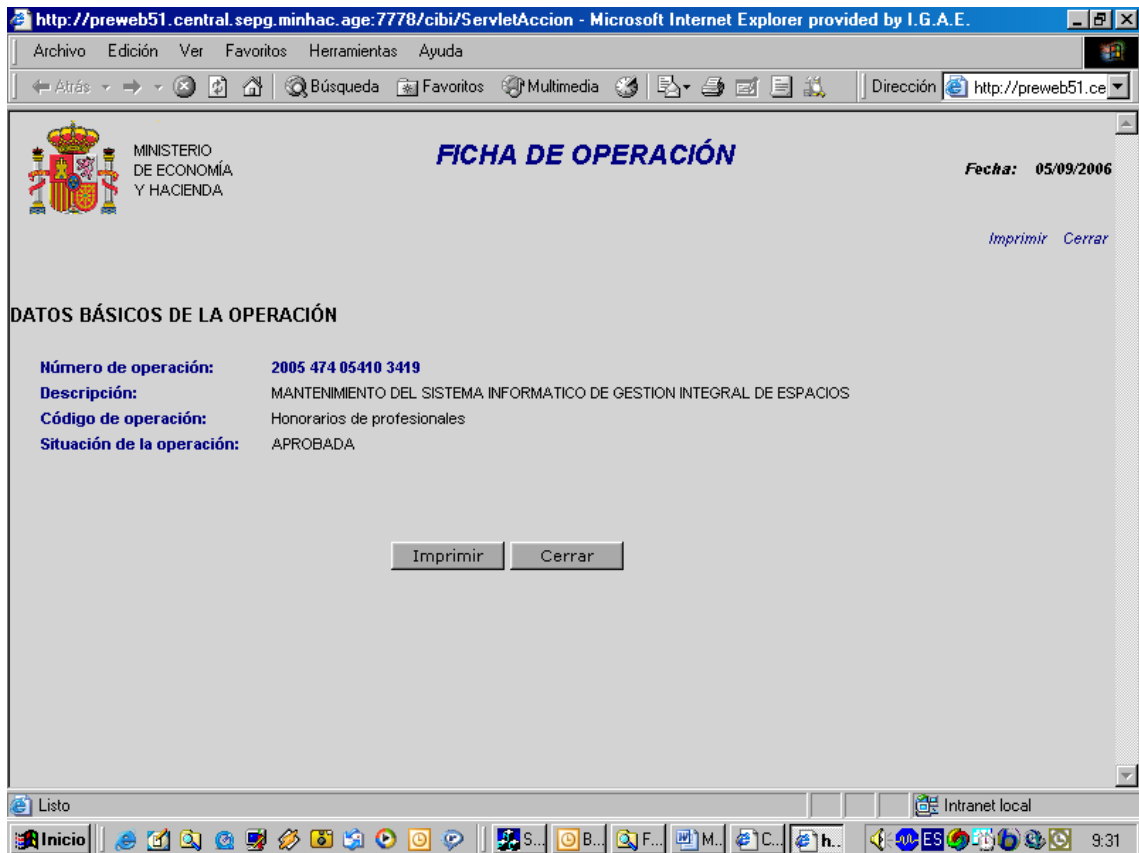 http://preweb51.central.sepg.minhac.age:7778/cibi/ServletAccion - Microsoft Internet Explorer provided by I.G.A.E.
Archivo Edición Ver Favoritos Herramientas Ayuda
Atrás Búsqueda Favoritos Multimedia Dirección http://preweb51.ce
MINISTERIO
DE ECONOMÍA
Y HACIENDA
FICHA DE OPERACIÓN
Fecha: 05/09/2006
Imprimir Cerrar
DATOS BÁSICOS DE LA OPERACIÓN
Número de operación: 2005 474 05410 3419
Descripción: MANTENIMIENTO DEL SISTEMA INFORMATICO DE GESTION INTEGRAL DE ESPACIOS
Código de operación: Honorarios de profesionales
Situación de la operación: APROBADA
Imprimir Cerrar
Listo Intranet local
Inicio S... B... F... M... C... h.. ES 9:31